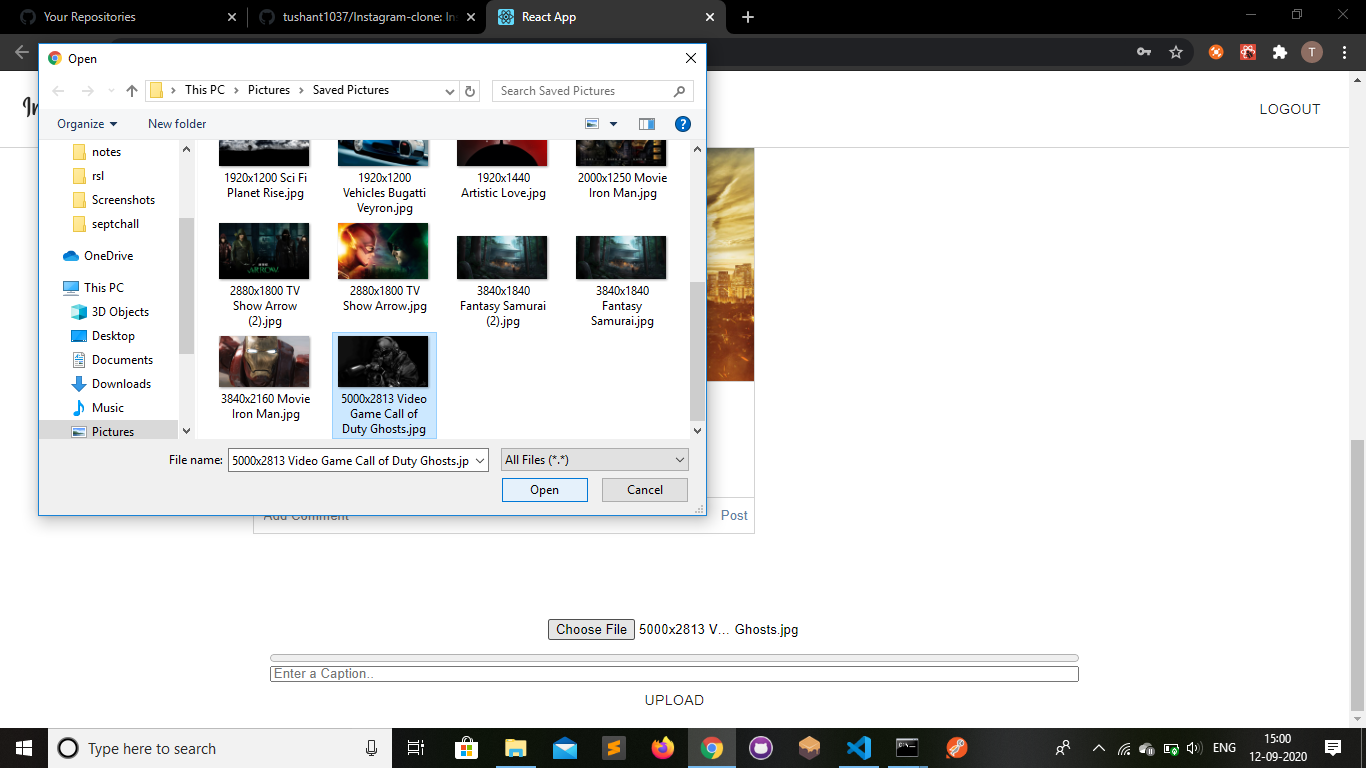 Your Repositories
tushant1037/Instagram-clone: Ins
React App
T
Open
This PC
Pictures
Saved Pictures
Search Saved Pictures
In
LOGOUT
Organize
New folder
?
notes
rsl
Screenshots
septchall
OneDrive
This PC
3D Objects
Desktop
Documents
Downloads
Music
Pictures
1920x1200 Sci Fi
Planet Rise.jpg
1920x1200
Vehicles Bugatti
Veyron.jpg
1920x1440
Artistic Love.jpg
2000x1250 Movie
Iron Man.jpg
ARROW
2880x1800 TV
Show Arrow
(2).jpg
2880x1800 TV
Show Arrow.jpg
3840x1840
Fantasy Samurai
(2).jpg
3840x1840
Fantasy
Samurai.jpg
3840x2160 Movie
Iron Man.jpg
5000x2813 Video
Game Call of
Duty Ghosts.jpg
File name:
5000x2813 Video Game Call of Duty Ghosts.jp
All Files (*.*)
Open
Cancel
Add Comment
Post
Choose File
5000x2813 V... Ghosts.jpg
Enter a Caption..
UPLOAD
Type here to search
ENG
15:00
12-09-2020